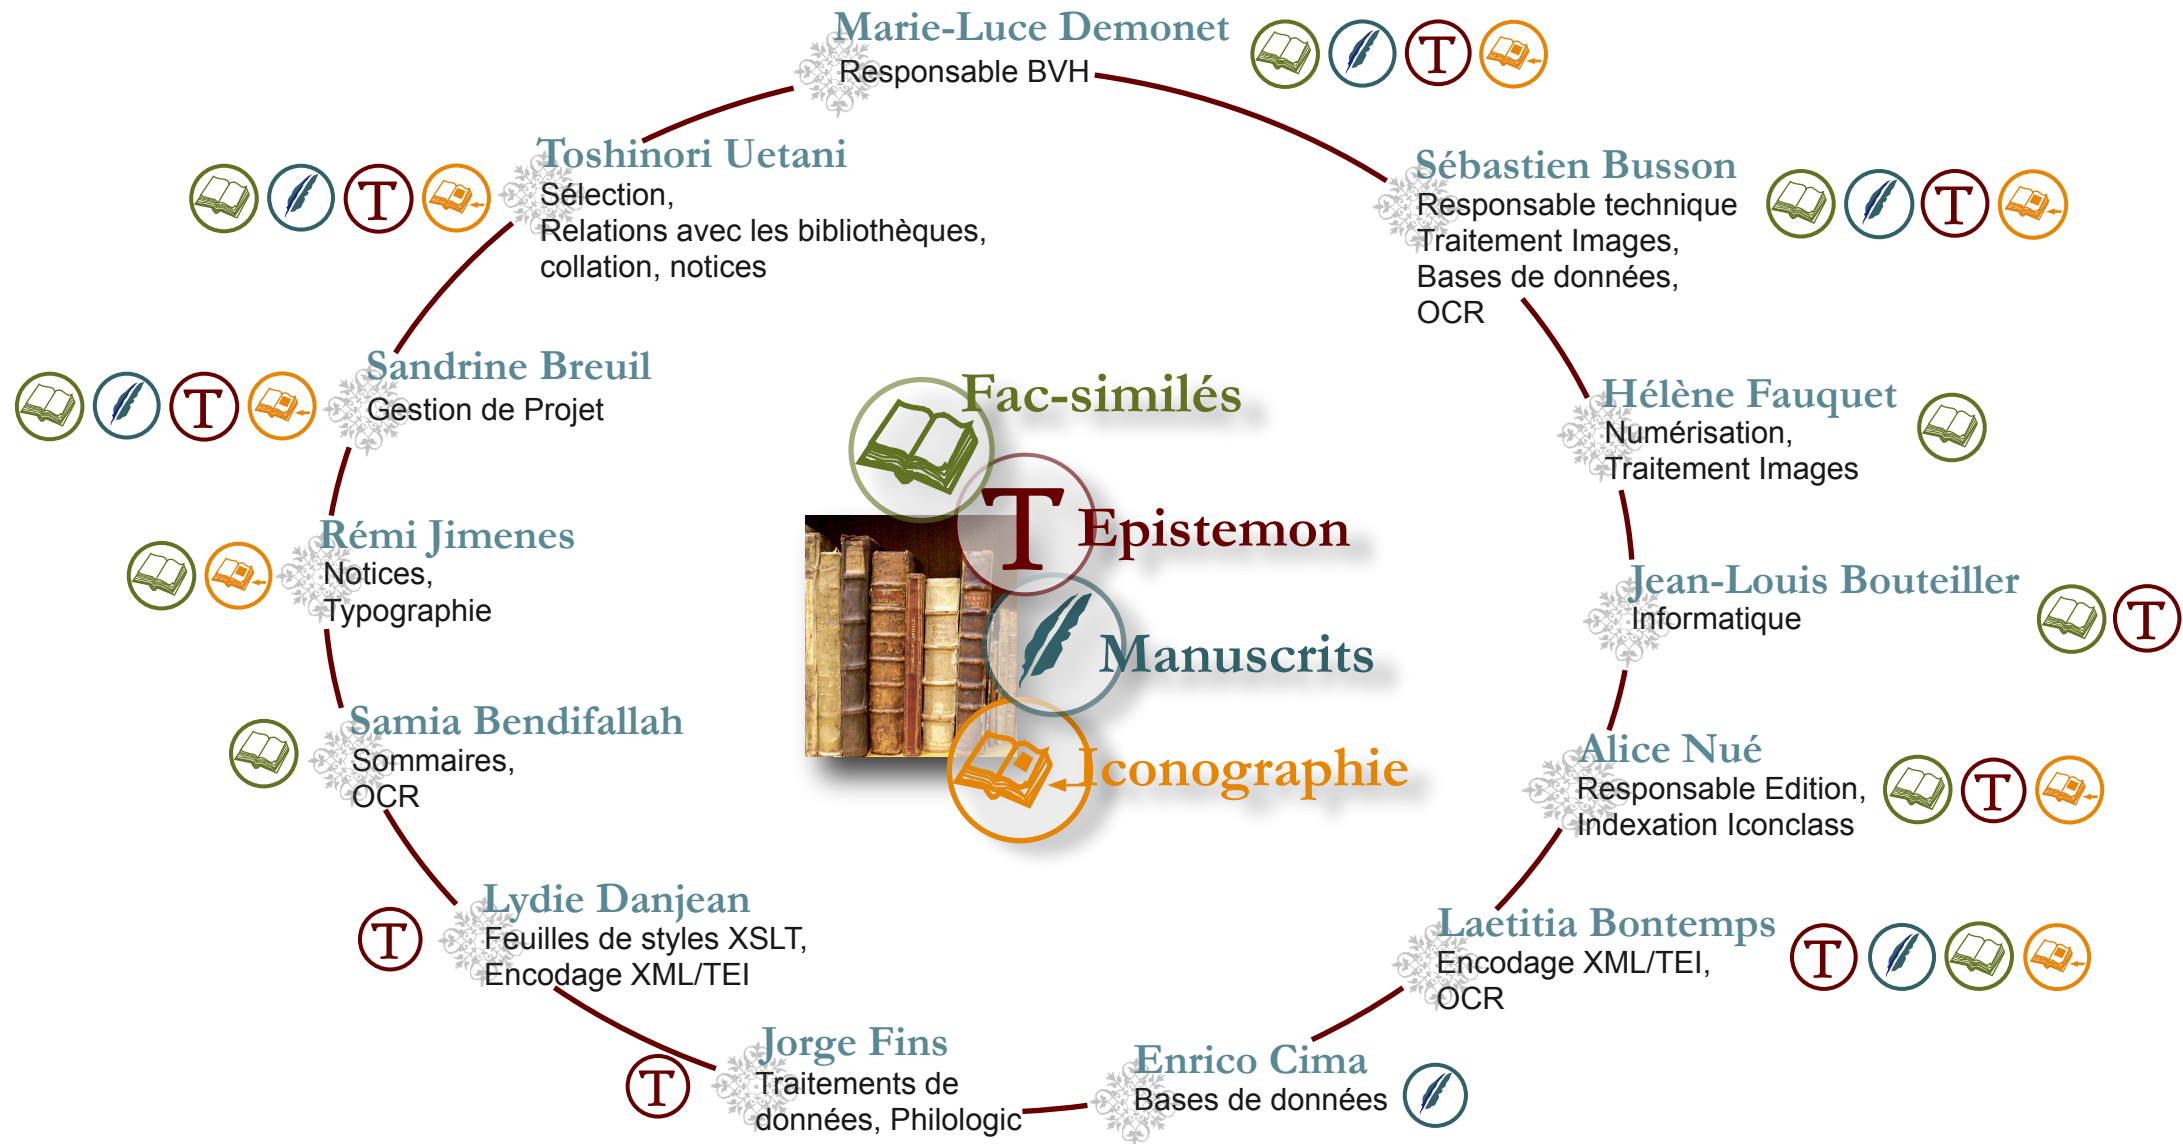 Marie-Luce Demonet
Responsable BVH
T
Toshinori Uetani
Sélection,
Relations avec les bibliothèques,
collation, notices
T
Sébastien Busson
Responsable technique
Traitement Images,
Bases de données,
OCR
T
Sandrine Breuil
Gestion de Projet
T
Hélène Fauquet
Numérisation,
Traitement Images
Fac-similés
T Epistemon
Manuscrits
Iconographie
Rémi Jimenes
Notices,
Typographie
Jean-Louis Bouteiller
Informatique
T
Samia Bendifallah
Sommaires,
OCR
Alice Nué
Responsable Edition,
Indexation Iconclass
T
Lydie Danjean
Feuilles de styles XSLT,
Encodage XML/TEI
T
Laetitia Bontemps
Encodage XML/TEI,
OCR
T
Jorge Fins
Traitements de
données, Philologic
T
Enrico Cima
Bases de données